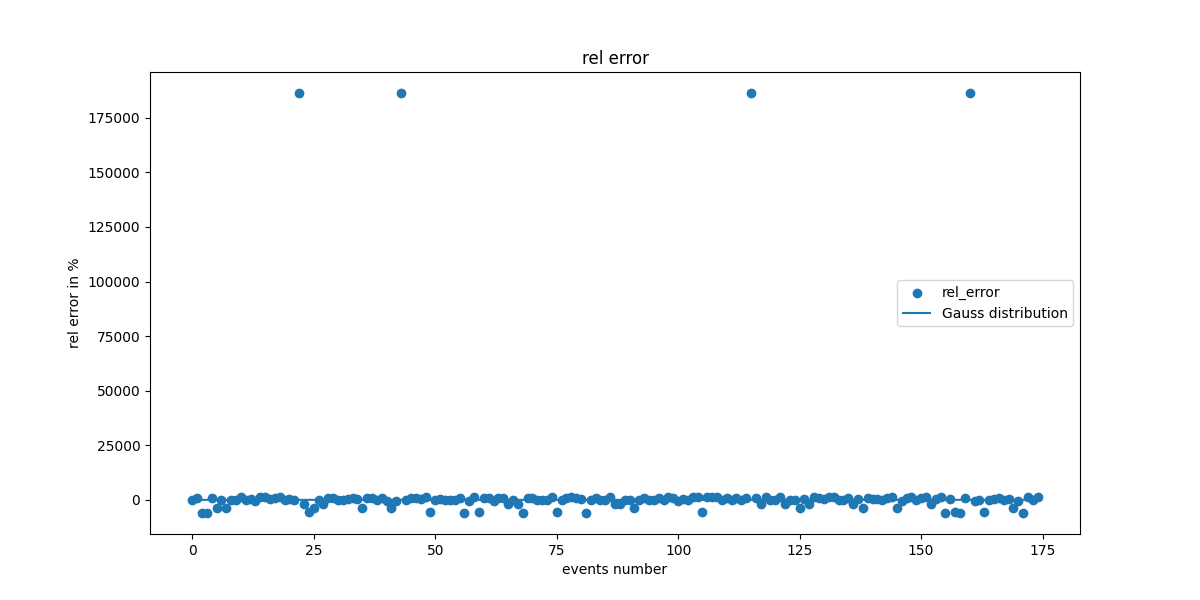 rel error
175000
150000
125000
100000
75000
50000
25000
0
rel error in %
rel_error
Gauss distribution
0 25 50 75 100 125 150 175
events number